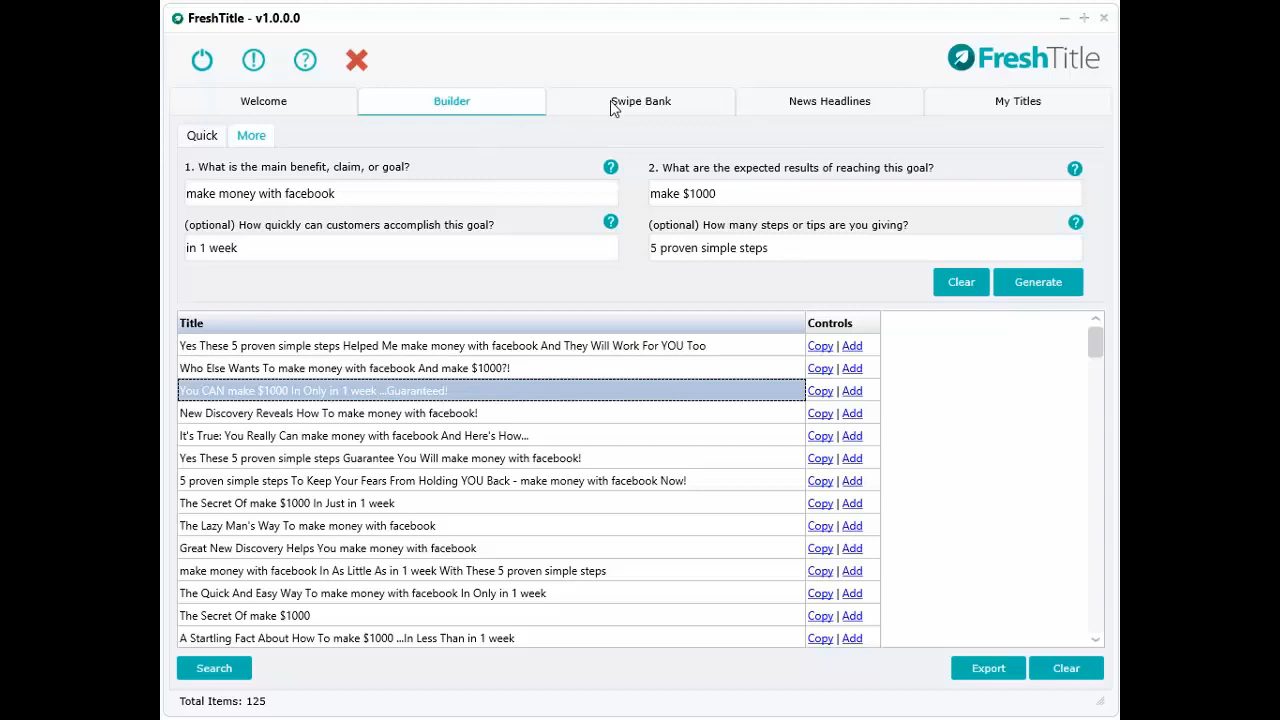 FreshTitle - v1.0.0.0
FreshTitle
Welcome
Builder
Swipe Bank
News Headlines
My Titles
Quick
More
1. What is the main benefit, claim, or goal?
2. What are the expected results of reaching this goal?
make money with facebook
make $1000
(optional) How quickly can customers accomplish this goal?
(optional) How many steps or tips are you giving?
in 1 week
5 proven simple steps
Clear
Generate
Title
Controls
Yes These 5 proven simple steps Helped Me make money with facebook And They Will Work For YOU Too
Copy | Add
Who Else Wants To make money with facebook And make $1000?!
Copy | Add
You CAN make $1000 In Only in 1 week ...Guaranteed!
Copy | Add
New Discovery Reveals How To make money with facebook!
Copy | Add
It's True: You Really Can make money with facebook And Here's How...
Copy | Add
Yes These 5 proven simple steps Guarantee You Will make money with facebook!
Copy | Add
5 proven simple steps To Keep Your Fears From Holding YOU Back - make money with facebook Now!
Copy | Add
The Secret Of make $1000 In Just in 1 week
Copy | Add
The Lazy Man's Way To make money with facebook
Copy | Add
Great New Discovery Helps You make money with facebook
Copy | Add
make money with facebook In As Little As in 1 week With These 5 proven simple steps
Copy | Add
The Quick And Easy Way To make money with facebook In Only in 1 week
Copy | Add
The Secret Of make $1000
Copy | Add
A Startling Fact About How To make $1000 ...In Less Than in 1 week
Copy | Add
Search
Export
Clear
Total Items: 125